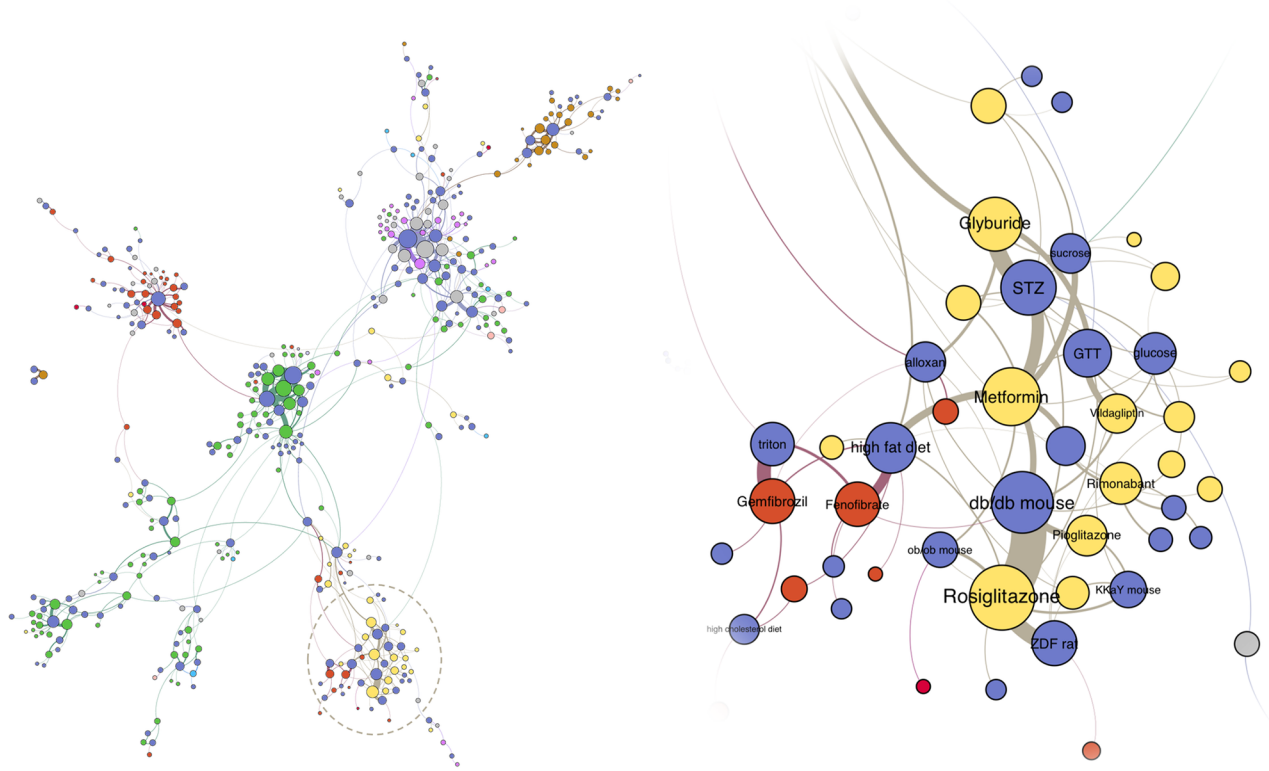 Glyburide
sucrose
STZ
alloxan
GTT
glucose
Metformin
Vildagliptin
triton
high fat diet
Rimonabant
Gemfibrozil
Fenofibrate
db/db mouse
Pioglitazone
ob/ob mouse
Rosiglitazone
KKaY mouse
high cholesterol diet
ZDF rat